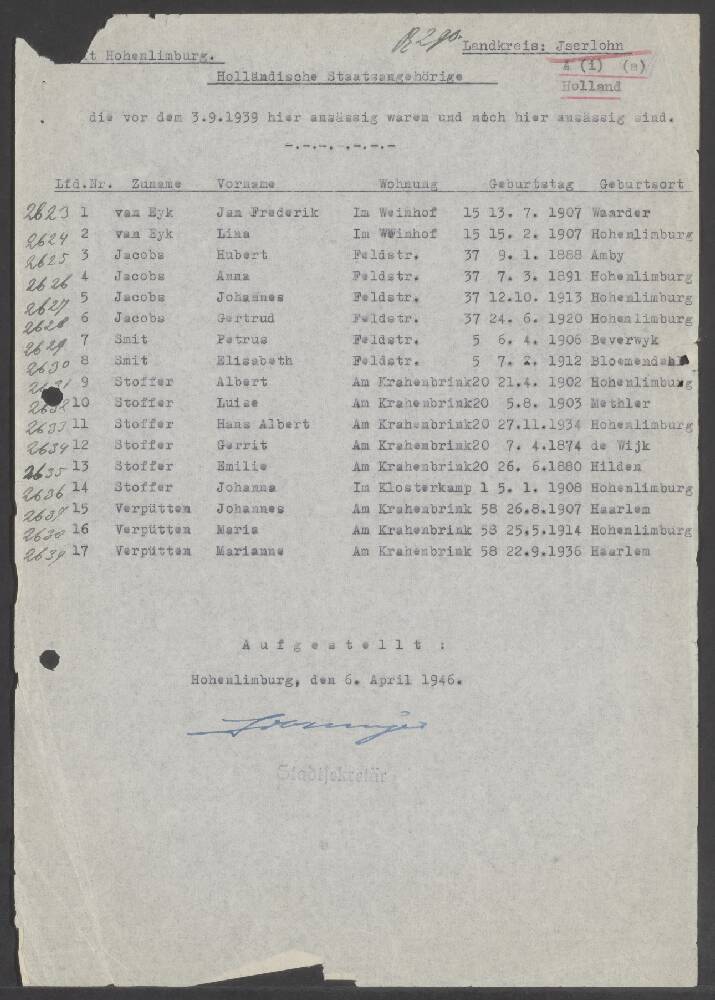 Landkreis: Jserlohn
Hohenlimburg.
A (i) (a)
Holländische Staatsangehörige
Holland
die vor dem 3.9.1939 hier ansässig waren und noch hier ansässig sind.
-.-.-.-.-.-.-
Lfd.Nr. Zuname Vorname Wohnung Geburtstag Geburtsort
2623 1 van Eyk Jan Frederik Im Weinhof 15 13. 7. 1907 Waarder
2624 2 van Eyk Lina Im Weinhof 15 15. 2. 1907 Hohenlimburg
2625 3 Jacobs Hubert Feldstr. 37 9. 1. 1888 Amby
2626 4 Jacobs Anna Feldstr. 37 7. 3. 1891 Hohenlimburg
2627 5 Jacobs Johannes Feldstr. 37 12.10. 1913 Hohenlimburg
2628 6 Jacobs Gertrud Feldstr. 37 24. 6. 1920 Hohenlimburg
2629 7 Smit Petrus Feldstr. 5 6. 4. 1906 Beverwyk
2630 8 Smit Elisabeth Feldstr. 5 7. 2. 1912 Bloemendahl
2631 9 Stoffer Albert Am Krahenbrink20 21.4. 1902 Hohenlimburg
2632 10 Stoffer Luise Am Krahenbrink20 5.8. 1903 Methler
2633 11 Stoffer Hans Albert Am Krahenbrink20 27.11.1934 Hohenlimburg
2634 12 Stoffer Gerrit Am Krahenbrink20 7. 4.1874 de Wijk
2635 13 Stoffer Emilie Am Krahenbrink20 26. 6.1880 Hilden
2636 14 Stoffer Johanna Im Klosterkamp 1 5. 1. 1908 Hohenlimburg
2637 15 Verpütten Johannes Am Krahenbrink 58 26.8.1907 Haarlem
2638 16 Verpütten Maria Am Krahenbrink 58 25.5.1914 Hohenlimburg
2639 17 Verpütten Marianne Am Krahenbrink 58 22.9.1936 Haarlem
Aufgestellt :
Hohenlimburg, den 6. April 1946.
Stadtsekretär